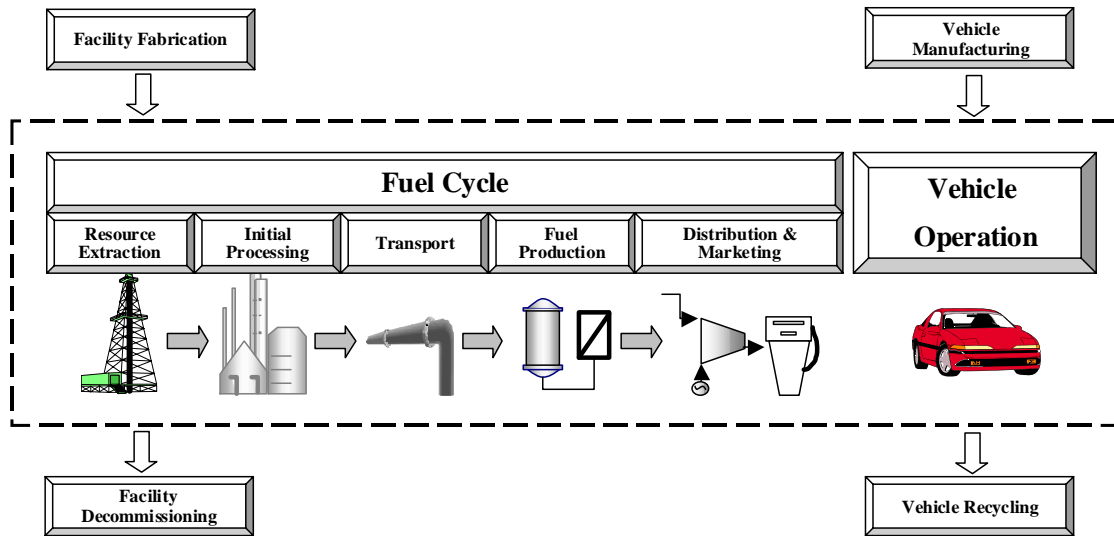 Facility Fabrication
Vehicle
Manufacturing
Fuel Cycle
Vehicle
Operation
Resource
Extraction
Initial
Processing
Transport
Fuel
Production
Distribution &
Marketing
Facility
Decommissioning
Vehicle Recycling